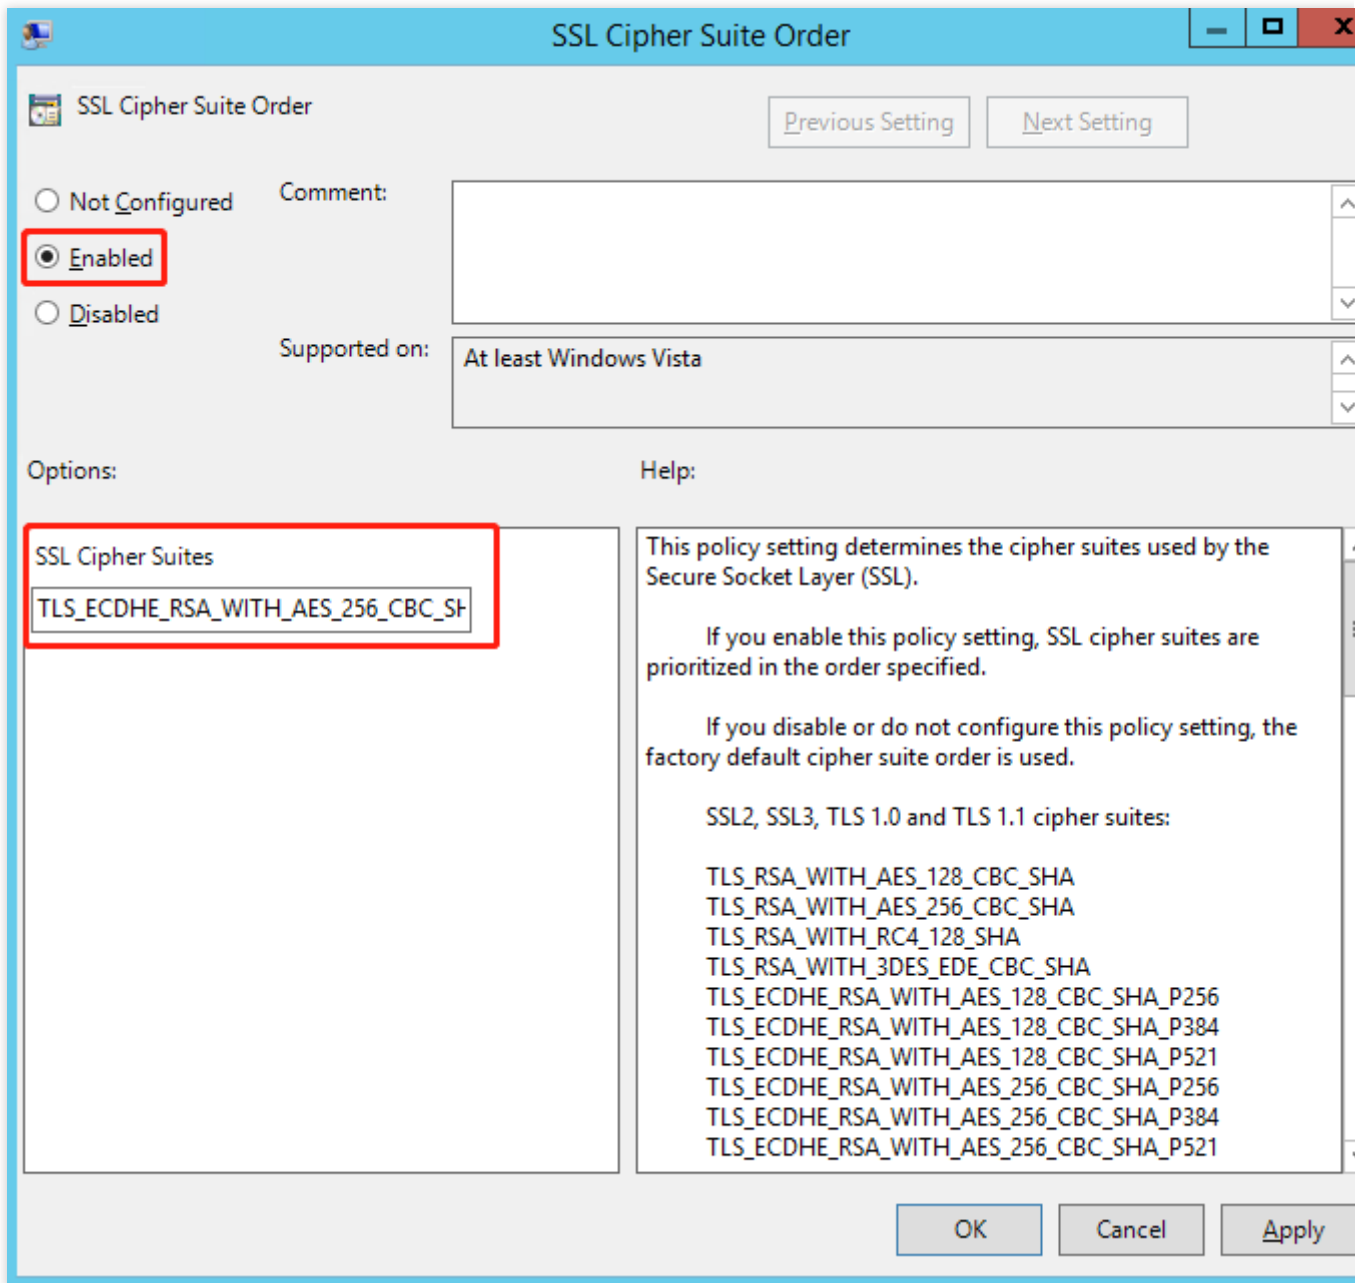 SSL Cipher Suite Order
SSL Cipher Suite Order
Previous Setting
Next Setting
Not Configured
Enabled
Disabled
Comment:
Supported on:
At least Windows Vista
Options:
Help:
SSL Cipher Suites
TLS_ECDHE_RSA_WITH_AES_256_CBC_SH
This policy setting determines the cipher suites used by the
Secure Socket Layer (SSL).
If you enable this policy setting, SSL cipher suites are
prioritized in the order specified.
If you disable or do not configure this policy setting, the
factory default cipher suite order is used.
SSL2, SSL3, TLS 1.0 and TLS 1.1 cipher suites:
TLS_RSA_WITH_AES_128_CBC_SHA
TLS_RSA_WITH_AES_256_CBC_SHA
TLS_RSA_WITH_RC4_128_SHA
TLS_RSA_WITH_3DES_EDE_CBC_SHA
TLS_ECDHE_RSA_WITH_AES_128_CBC_SHA_P256
TLS_ECDHE_RSA_WITH_AES_128_CBC_SHA_P384
TLS_ECDHE_RSA_WITH_AES_128_CBC_SHA_P521
TLS_ECDHE_RSA_WITH_AES_256_CBC_SHA_P256
TLS_ECDHE_RSA_WITH_AES_256_CBC_SHA_P384
TLS_ECDHE_RSA_WITH_AES_256_CBC_SHA_P521
OK
Cancel
Apply